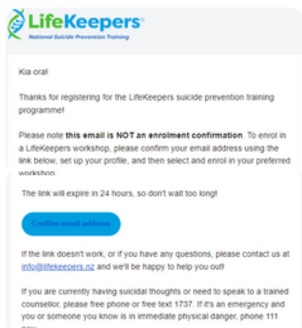 LifeKeepers
National Suicide Prevention Training
Kia ora!
Thanks for registering for the LifeKeepers suicide prevention training
programme!
Please note this email is NOT an enrolment confirmation. To enrol in
a LifeKeepers workshop, please confirm your email address using the
link below, set up your profile, and then select and enrol in your preferred
workshop
The link will expire in 24 hours, so don't wait too long!
Confirm email address
If the link doesn't work, or if you have any questions, please contact us at
info@lifekeepers.nz and we'll be happy to help you out!
If you are currently having suicidal thoughts or need to speak to a trained
counsellor, please free phone or free text 1737. If it's an emergency and
you or someone you know is in immediate physical danger, phone 111
now